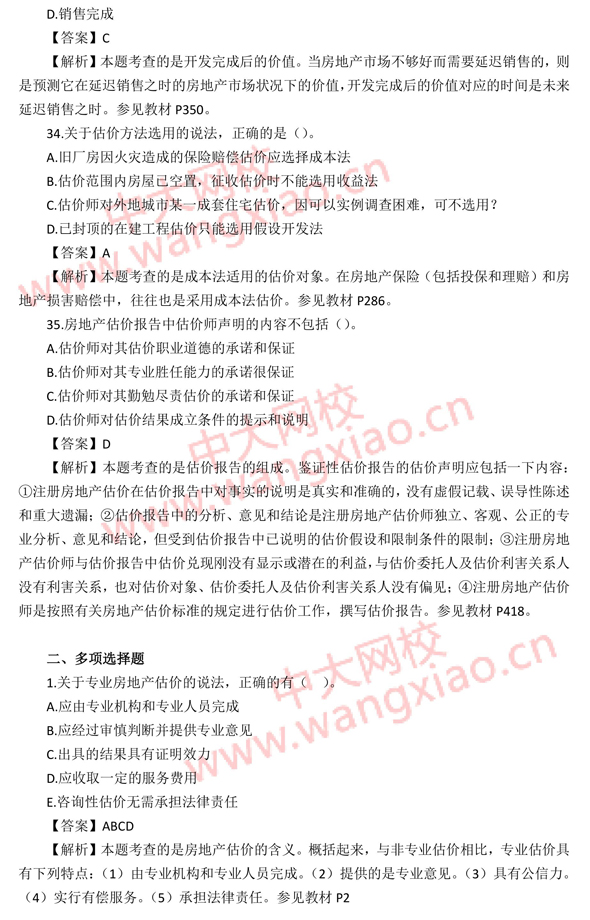 D.销售完成
【答案】C
【解析】本题考查的是开发完成后的价值。当房地产市场不够好而需要延迟销售的，则
是预测它在延迟销售之时的房地产市场状况下的价值，开发完成后的价值对应的时间是未来
延迟销售之时。参见教材 P350。
34.关于估价方法选用的说法，正确的是（）。
A.旧厂房因火灾造成的保险赔偿估价应选择成本法
B.估价范围内房屋已空置，征收估价时不能选用收益法
C.估价师对外地城市某一成套住宅估价，因可以实例调查困难，可不选用？
D.已封顶的在建工程估价只能选用假设开发法
【答案】A
【解析】本题考查的是成本法适用的估价对象。在房地产保险（包括投保和理赔）和房
地产损害赔偿中，往往也是采用成本法估价。参见教材 P286。
35.房地产估价报告中估价师声明的内容不包括（）。
A.估价师对其估价职业道德的承诺和保证
B.估价师对其专业胜任能力的承诺很保证
C.估价师对其勤勉尽责估价的承诺和保证
D.估价师对估价结果成立条件的提示和说明
【答案】D
【解析】本题考查的是估价报告的组成。鉴证性估价报告的估价声明应包括一下内容：
①注册房地产估价在估价报告中对事实的说明是真实和准确的，没有虚假记载、误导性陈述
和重大遗漏；②估价报告中的分析、意见和结论是注册房地产估价师独立、客观、公正的专
业分析、意见和结论，但受到估价报告中已说明的估价假设和限制条件的限制；③注册房地
产估价师与估价报告中估价兑现刚没有显示或潜在的利益，与估价委托人及估价利害关系人
没有利害关系，也对估价对象、估价委托人及估价利害关系人没有偏见；④注册房地产估价
师是按照有关房地产估价标准的规定进行估价工作，撰写估价报告。参见教材 P418。
二、多项选择题
1.关于专业房地产估价的说法，正确的有（ ）。
A.应由专业机构和专业人员完成
B.应经过审慎判断并提供专业意见
C.出具的结果具有证明效力
D.应收取一定的服务费用
E.咨询性估价无需承担法律责任
【答案】ABCD
【解析】本题考查的是房地产估价的含义。概括起来，与非专业估价相比，专业估价具
有下列特点：（1）由专业机构和专业人员完成。（2）提供的是专业意见。（3）具有公信力。
（4）实行有偿服务。（5）承担法律责任。参见教材 P2
中大网校
www.wangxiao.cn
中大网校
www.wangxiao.cn
中大网校
www.wangxiao.cn